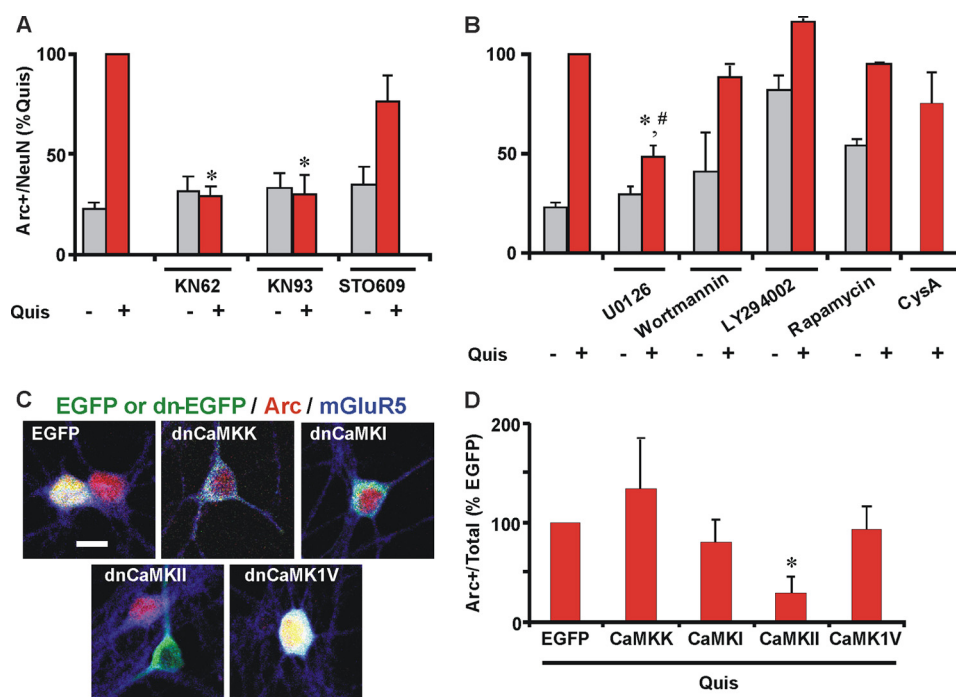 A
Arc+/NeuN (%Quis)
100
50
0
*
*
KN62 KN93 STO609
Quis - + - + - + - +
B
100
50
0
*,#
U0126 Wortmannin LY294002 Rapamycin CysA
Quis - + - + - + - + - + +
C
EGFP or dn-EGFP / Arc / mGluR5
EGFP dnCaMKK dnCaMKI
dnCaMKII dnCaMK1V
D
Arc+/Total (% EGFP)
200
100
0
*
EGFP CaMKK CaMKI CaMKII CaMK1V
Quis